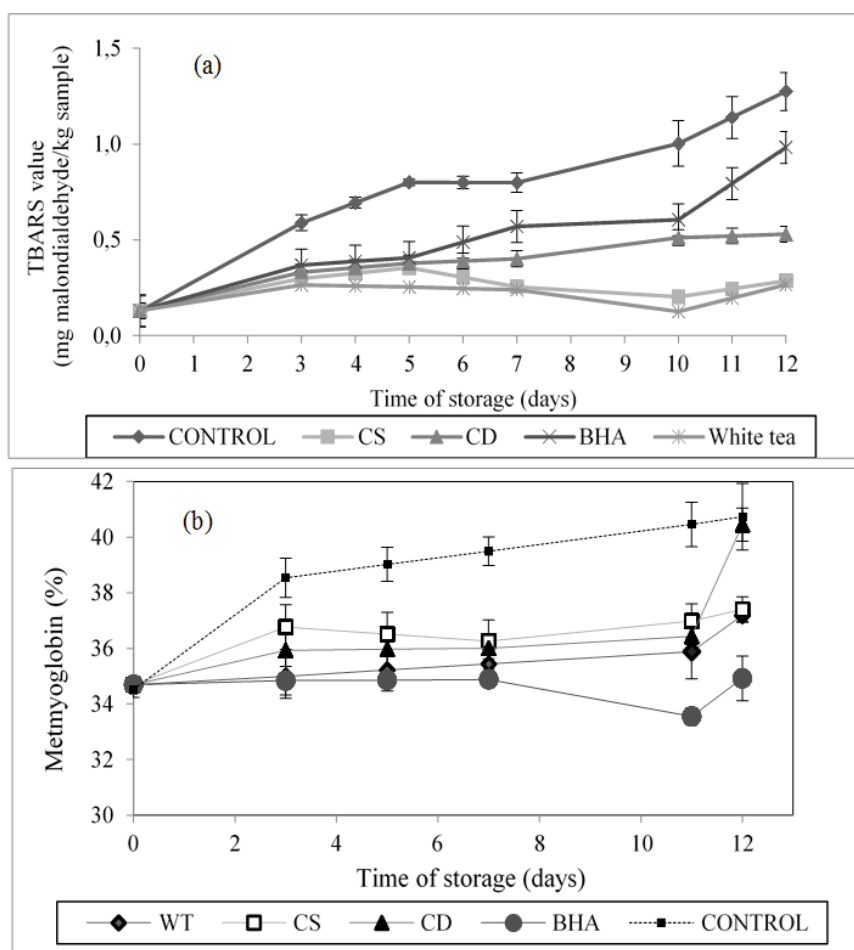 (a)
TBARS value
(mg malondialdehyde/kg sample)
1,5
1,0
0,5
0,0
0 1 2 3 4 5 6 7 8 9 10 11 12
Time of storage (days)
CONTROL CS CD BHA White tea
(b)
Metmyoglobin (%)
42
40
38
36
34
32
30
0 2 4 6 8 10 12
Time of storage (days)
WT CS CD BHA CONTROL